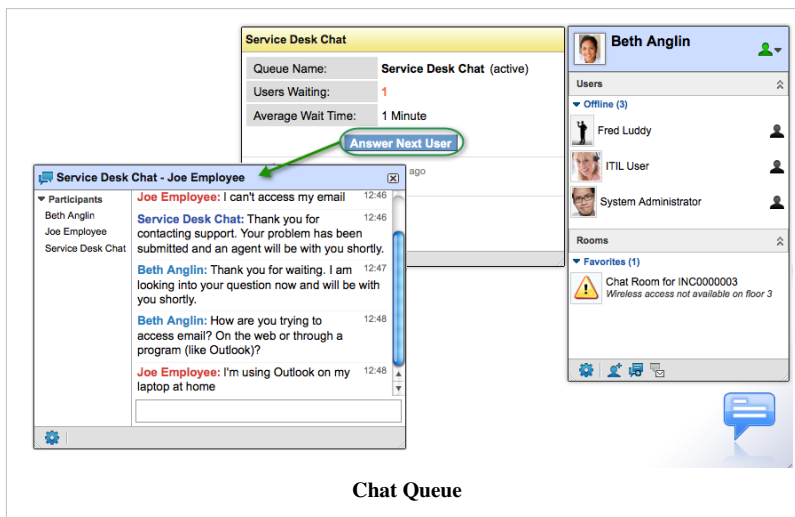 Service Desk Chat
Queue Name: Service Desk Chat (active)
Users Waiting: 1
Average Wait Time: 1 Minute
Answer Next User
ago
Service Desk Chat - Joe Employee
Participants
Beth Anglin
Joe Employee
Service Desk Chat
Joe Employee: I can't access my email 12:46
Service Desk Chat: Thank you for 12:46
contacting support. Your problem has been
submitted and an agent will be with you shortly.
Beth Anglin: Thank you for waiting. I am 12:47
looking into your question now and will be with
you shortly.
Beth Anglin: How are you trying to 12:48
access email? On the web or through a
program (like Outlook)?
Joe Employee: I'm using Outlook on my 12:48
laptop at home
Beth Anglin
Users
Offline (3)
Fred Luddy
ITIL User
System Administrator
Rooms
Favorites (1)
Chat Room for INC0000003
Wireless access not available on floor 3
Chat Queue